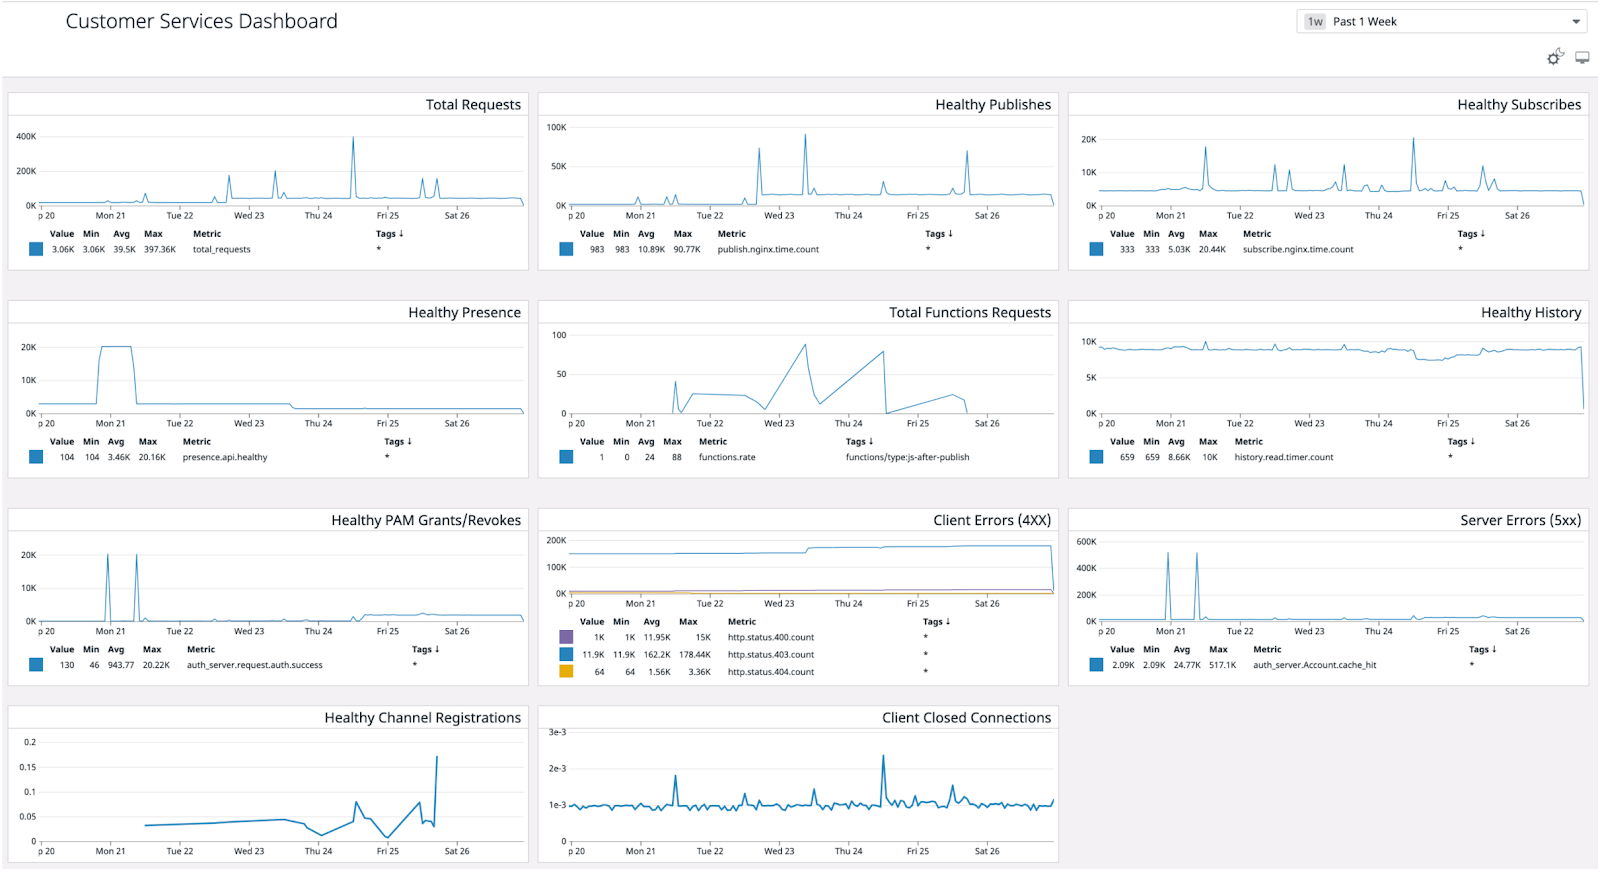 Customer Services Dashboard
1w Past 1 Week
Total Requests
400K
200K
0K
p 20 Mon 21 Tue 22 Wed 23 Thu 24 Fri 25 Sat 26
Value Min Avg Max Metric Tags ↓
3.06K 3.06K 39.5K 397.36K total_requests *
Healthy Publishes
100K
50K
0K
p 20 Mon 21 Tue 22 Wed 23 Thu 24 Fri 25 Sat 26
Value Min Avg Max Metric Tags ↓
983 983 10.89K 90.77K publish.nginx.time.count *
Healthy Subscribes
20K
10K
0K
p 20 Mon 21 Tue 22 Wed 23 Thu 24 Fri 25 Sat 26
Value Min Avg Max Metric Tags ↓
333 333 5.03K 20.44K subscribe.nginx.time.count *
Healthy Presence
20K
10K
0K
p 20 Mon 21 Tue 22 Wed 23 Thu 24 Fri 25 Sat 26
Value Min Avg Max Metric Tags ↓
104 104 3.46K 20.16K presence.api.healthy *
Total Functions Requests
100
50
0
p 20 Mon 21 Tue 22 Wed 23 Thu 24 Fri 25 Sat 26
Value Min Avg Max Metric Tags ↓
1 0 24 88 functions.rate functions/type:js-after-publish
Healthy History
10K
5K
0K
p 20 Mon 21 Tue 22 Wed 23 Thu 24 Fri 25 Sat 26
Value Min Avg Max Metric Tags ↓
659 659 8.66K 10K history.read.timer.count *
Healthy PAM Grants/Revokes
20K
10K
0K
p 20 Mon 21 Tue 22 Wed 23 Thu 24 Fri 25 Sat 26
Value Min Avg Max Metric Tags ↓
130 46 943.77 20.22K auth_server.request.auth.success *
Client Errors (4XX)
200K
100K
0K
p 20 Mon 21 Tue 22 Wed 23 Thu 24 Fri 25 Sat 26
Value Min Avg Max Metric Tags ↓
1K 1K 11.95K 15K http.status.400.count *
11.9K 11.9K 162.2K 178.44K http.status.403.count *
64 64 1.56K 3.36K http.status.404.count *
Server Errors (5xx)
600K
400K
200K
0K
p 20 Mon 21 Tue 22 Wed 23 Thu 24 Fri 25 Sat 26
Value Min Avg Max Metric Tags ↓
2.09K 2.09K 24.77K 517.1K auth_server.Account.cache_hit *
Healthy Channel Registrations
0.2
0.15
0.1
0.05
0
p 20 Mon 21 Tue 22 Wed 23 Thu 24 Fri 25 Sat 26
Client Closed Connections
3e-3
2e-3
1e-3
0
p 20 Mon 21 Tue 22 Wed 23 Thu 24 Fri 25 Sat 26